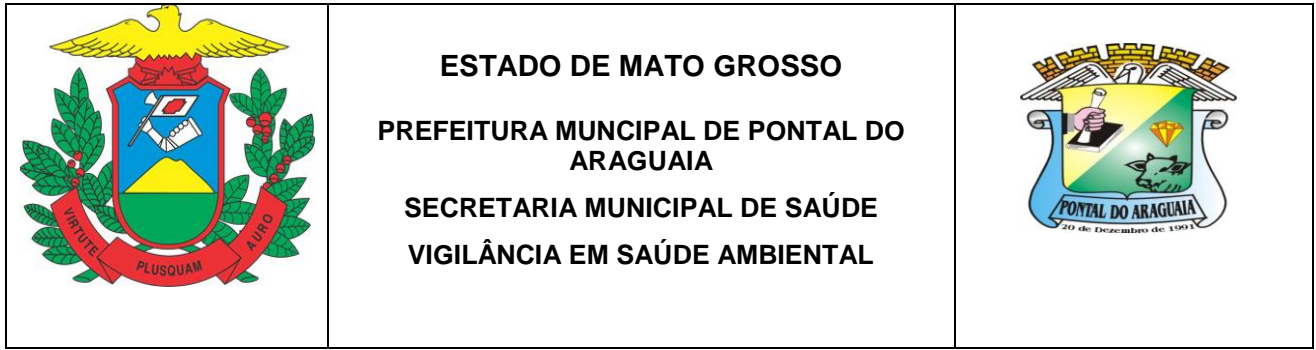 VIRTUTE PLUSQUAM AURO
ESTADO DE MATO GROSSO
PREFEITURA MUNCIPAL DE PONTAL DO
ARAGUAIA
SECRETARIA MUNICIPAL DE SAÚDE
VIGILÂNCIA EM SAÚDE AMBIENTAL
PONTAL DO ARAGUAIA
20 de Dezembro de 1991